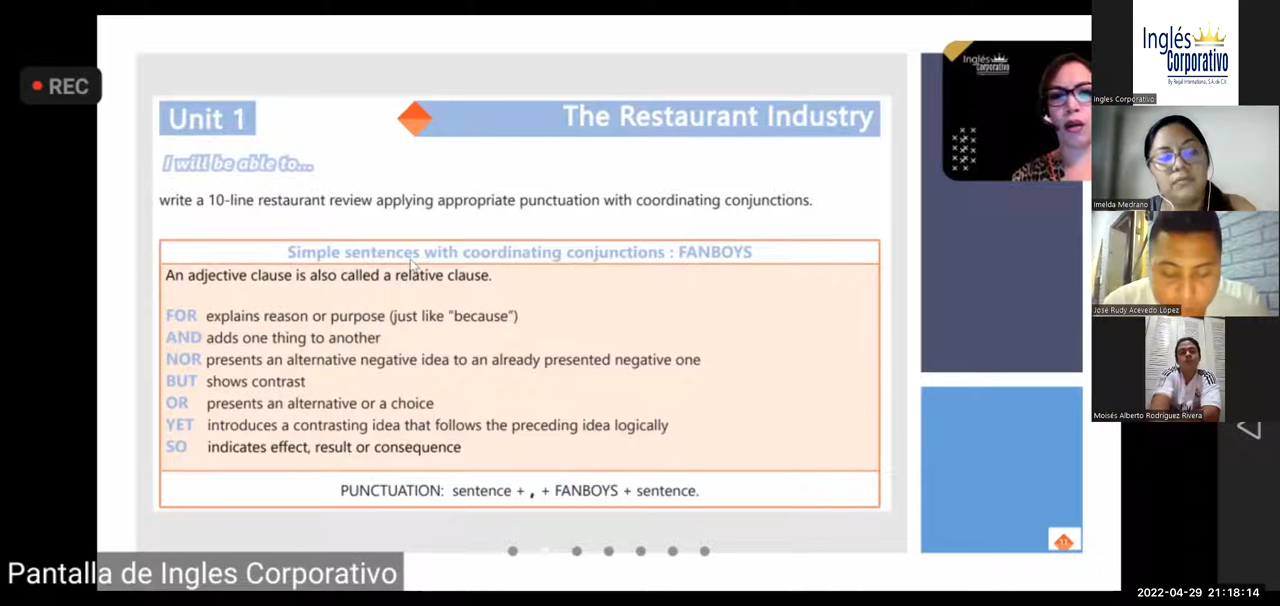 REC
Unit 1
The Restaurant Industry
I will be able to...
write a 10-line restaurant review applying appropriate punctuation with coordinating conjunctions.
Simple sentences with coordinating conjunctions : FANBOYS
An adjective clause is also called a relative clause.
FOR explains reason or purpose (just like "because")
AND adds one thing to another
NOR presents an alternative negative idea to an already presented negative one
BUT shows contrast
OR presents an alternative or a choice
YET introduces a contrasting idea that follows the preceding idea logically
SO indicates effect, result or consequence
PUNCTUATION: sentence + , + FANBOYS + sentence.
11
Pantalla de Ingles Corporativo
Inglés
Corporativo
Inglés
Corporativo
By Regal International, S.A. de C.V.
Ingles Corporativo
Imelda Medrano
José Rudy Acevedo López
Moisés Alberto Rodríguez Rivera
2022-04-29 21:18:14